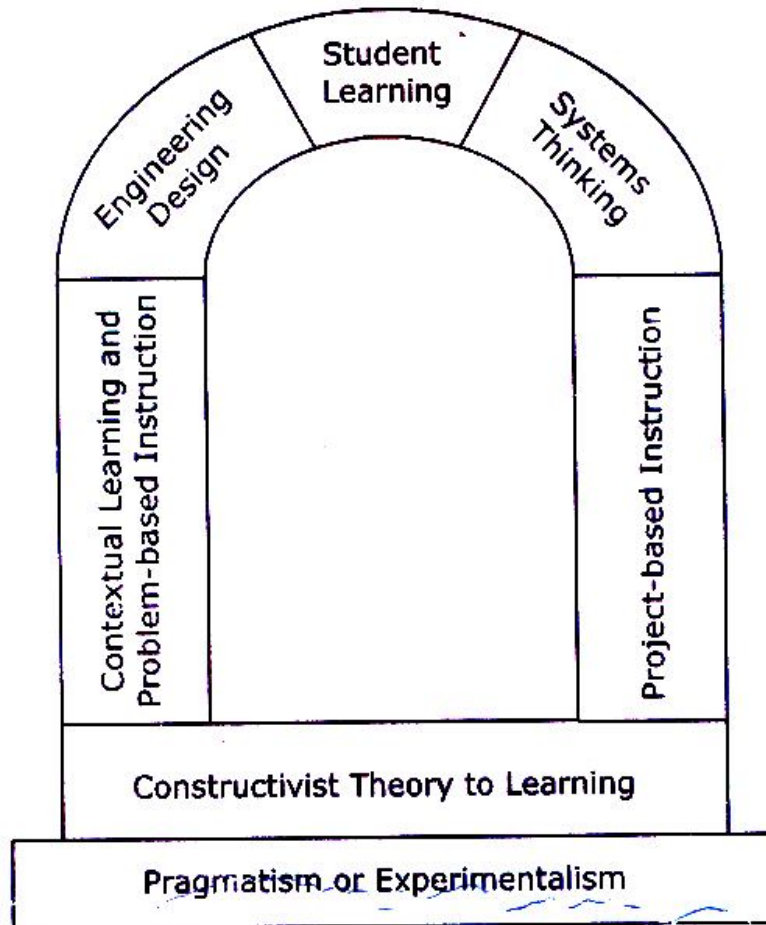 Student
Learning
Engineering
Design
Systems
Thinking
Contextual Learning and
Problem-based Instruction
Project-based Instruction
Constructivist Theory to Learning
Pragmatism or Experimentalism